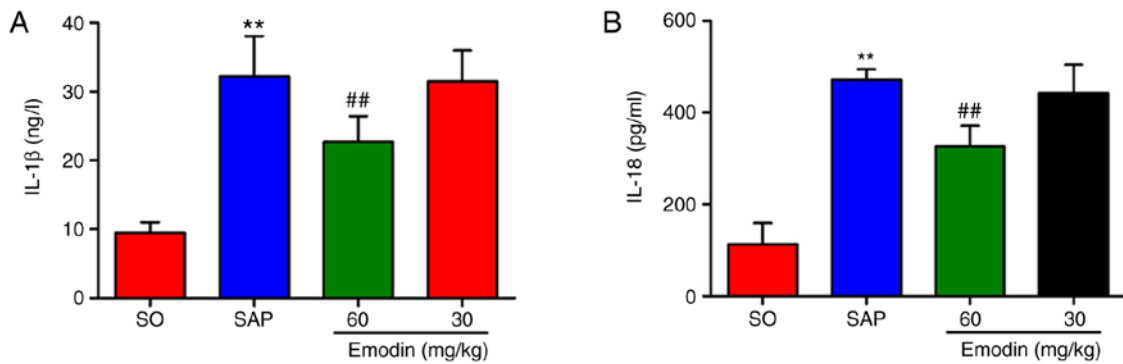 A
IL-1β (ng/l)
40
30
20
10
0
**
##
SO SAP 60 30
Emodin (mg/kg)
B
IL-18 (pg/ml)
600
400
200
0
**
##
SO SAP 60 30
Emodin (mg/kg)